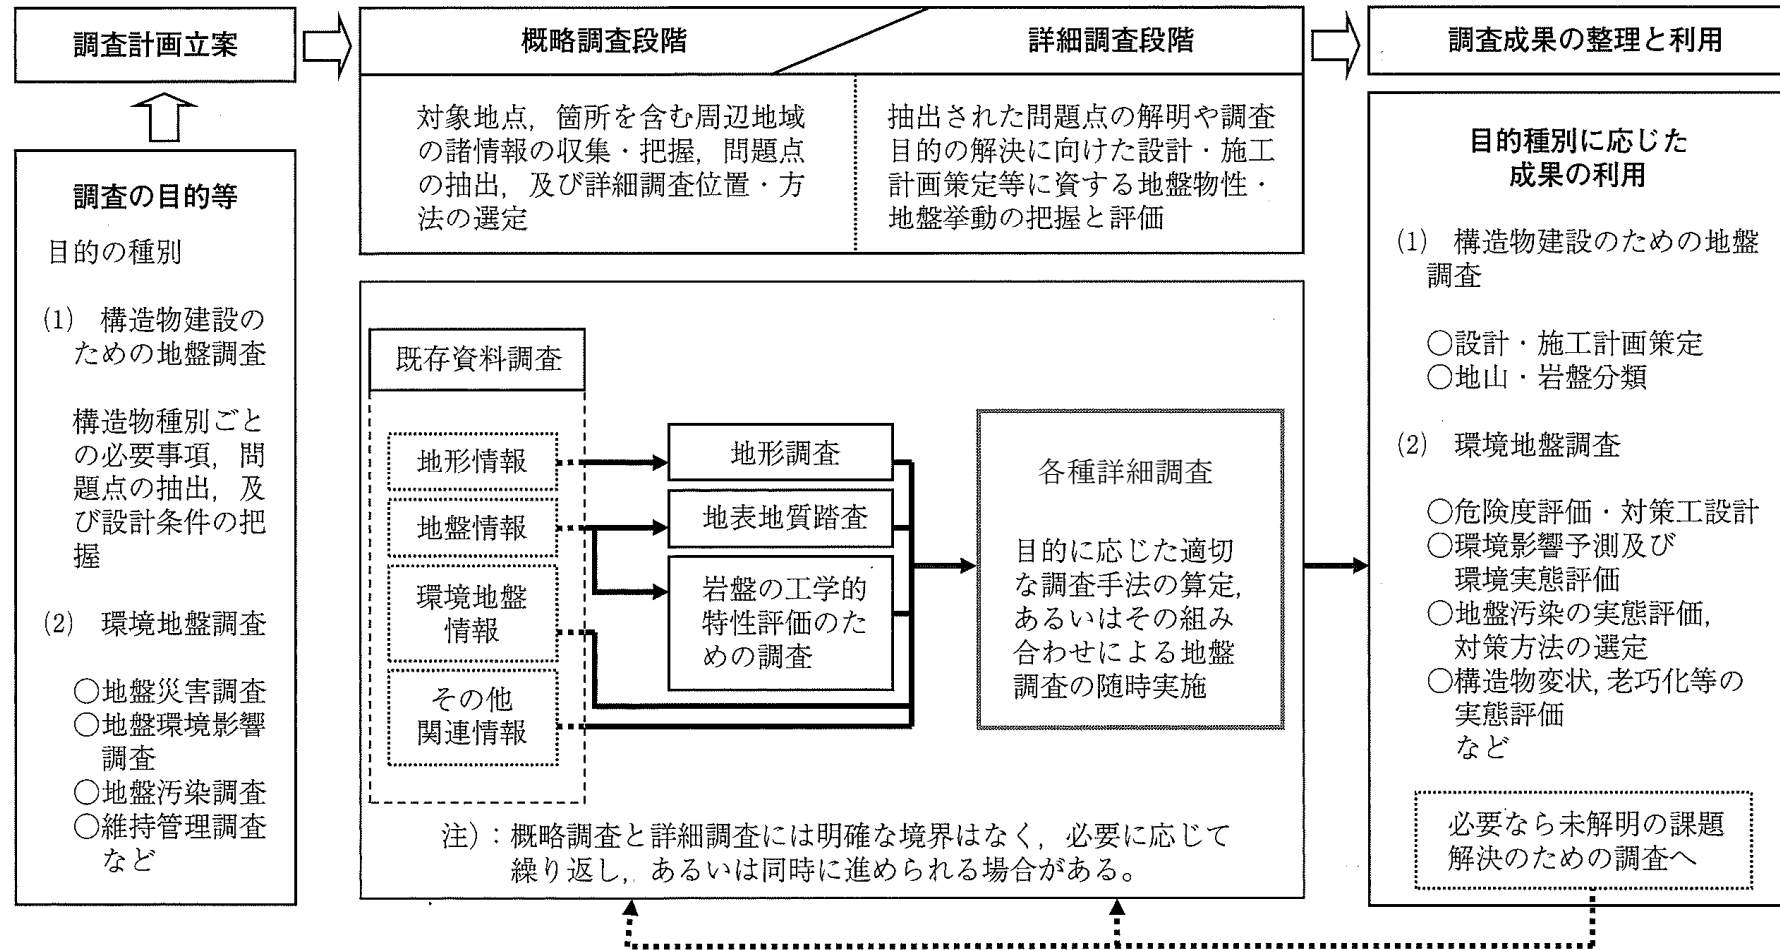 調査計画立案
調査の目的等
目的の種別
(1) 構造物建設の
ための地盤調査
構造物種別ごと
の必要事項，問
題点の抽出，及
び設計条件の把
握
(2) 環境地盤調査
○地盤災害調査
○地盤環境影響
調査
○地盤汚染調査
○維持管理調査
など
概略調査段階
詳細調査段階
対象地点，箇所を含む周辺地域
の諸情報の収集・把握，問題点
の抽出，及び詳細調査位置・方
法の選定
抽出された問題点の解明や調査
目的の解決に向けた設計・施工
計画策定等に資する地盤物性・
地盤挙動の把握と評価
既存資料調査
地形情報
地盤情報
環境地盤
情報
その他
関連情報
地形調査
地表地質踏査
岩盤の工学的
特性評価のた
めの調査
各種詳細調査
目的に応じた適切
な調査手法の算定，
あるいはその組み
合わせによる地盤
調査の随時実施
注）：概略調査と詳細調査には明確な境界はなく，必要に応じて
繰り返し，あるいは同時に進められる場合がある。
調査成果の整理と利用
目的種別に応じた
成果の利用
(1) 構造物建設のための地盤
調査
○設計・施工計画策定
○地山・岩盤分類
(2) 環境地盤調査
○危険度評価・対策工設計
○環境影響予測及び
環境実態評価
○地盤汚染の実態評価，
対策方法の選定
○構造物変状，老巧化等の
実態評価
など
必要なら未解明の課題
解決のための調査へ